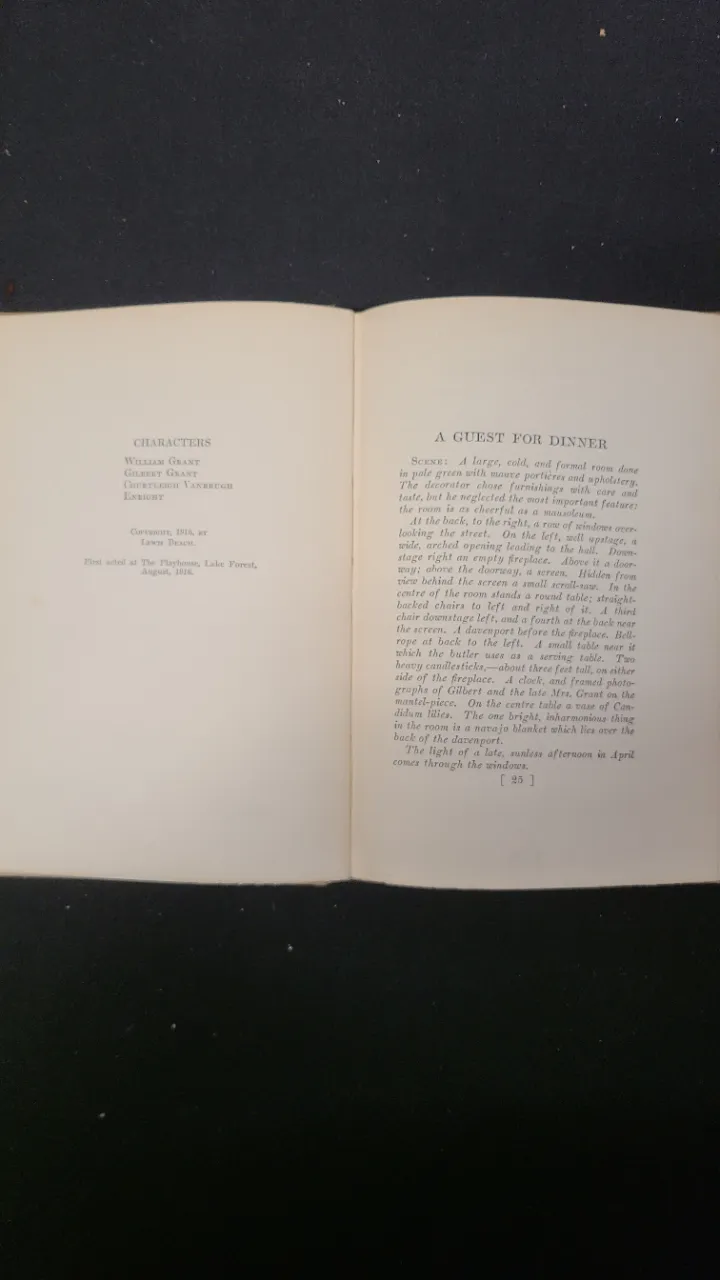 CHARACTERS
WILLIAM GRANT
GILBERT GRANT
COURTLEIGH VANBRUGH
ENRIGHT
COPYRIGHT, 1916, BY
LEWIS BEACH.
First acted at The Playhouse, Lake Forest,
August, 1916.
A GUEST FOR DINNER
SCENE: A large, cold, and formal room done
in pale green with mauve portières and upholstery.
The decorator chose furnishings with care and
taste, but he neglected the most important feature:
the room is as cheerful as a mausoleum.
At the back, to the right, a row of windows over-
looking the street. On the left, well upstage, a
wide, arched opening leading to the hall. Down-
stage right an empty fireplace. Above it a door-
way; above the doorway, a screen. Hidden from
view behind the screen a small scroll-saw. In the
centre of the room stands a round table; straight-
backed chairs to left and right of it. A third
chair downstage left, and a fourth at the back near
the screen. A davenport before the fireplace. Bell-
rope at back to the left. A small table near it
which the butler uses as a serving table. Two
heavy candlesticks,—about three feet tall, on either
side of the fireplace. A clock, and framed photo-
graphs of Gilbert and the late Mrs. Grant on the
mantel-piece. On the centre table a vase of Can-
didum lilies. The one bright, inharmonious thing
in the room is a navajo blanket which lies over the
back of the davenport.
The light of a late, sunless afternoon in April
comes through the windows.
[ 25 ]